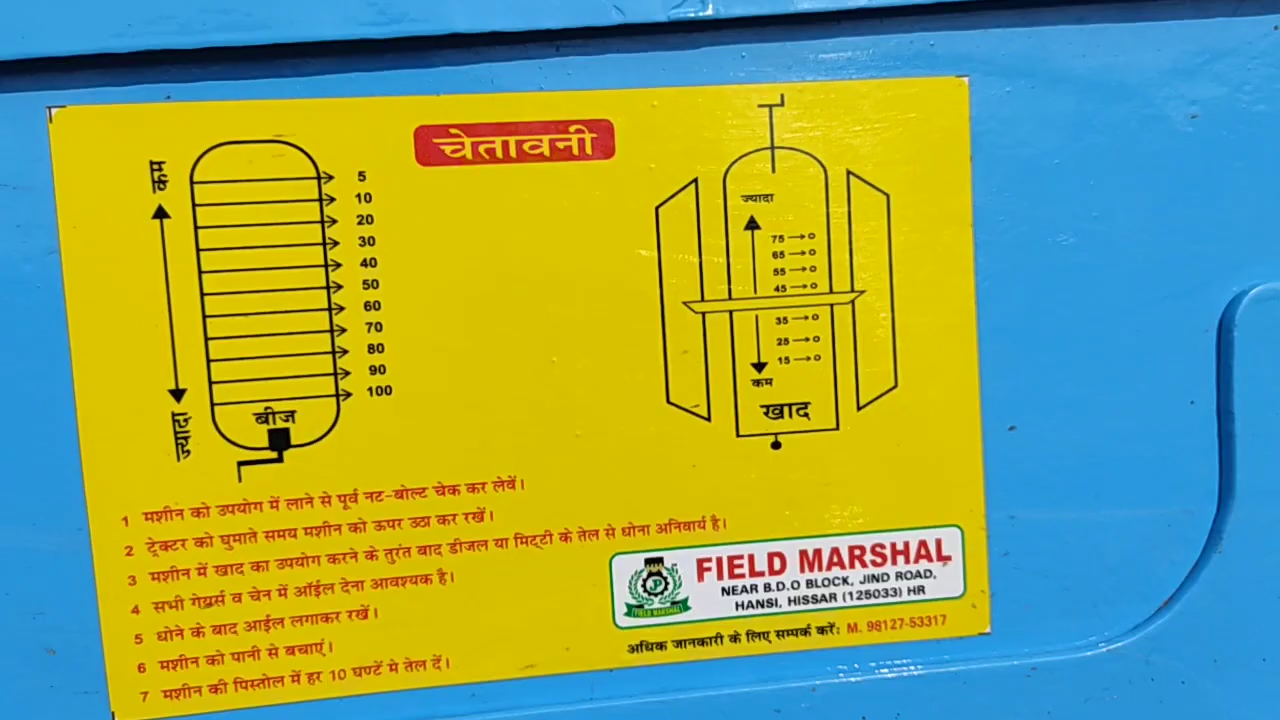 चेतावनी
कम
5
10
20
30
40
50
60
70
80
90
100
ज्यादा
बीज
ज्यादा
75
65
55
45
35
25
15
कम
खाद
1 मशीन को उपयोग में लाने से पूर्व नट-बोल्ट चेक कर लेवें।
2 ट्रेक्टर को घुमाते समय मशीन को ऊपर उठा कर रखें।
3 मशीन में खाद का उपयोग करने के तुरंत बाद डीजल या मिट्टी के तेल से धोना अनिवार्य है।
4 सभी गेयर्स व चेन में ऑईल देना आवश्यक है।
5 धोने के बाद आईल लगाकर रखें।
6 मशीन को पानी से बचाएं।
7 मशीन की पिस्तोल में हर 10 घण्टें मे तेल दें।
JP
FIELD MARSHAL
FIELD MARSHAL
NEAR B.D.O BLOCK, JIND ROAD,
HANSI, HISSAR (125033) HR
अधिक जानकारी के लिए सम्पर्क करें: M. 98127-53317